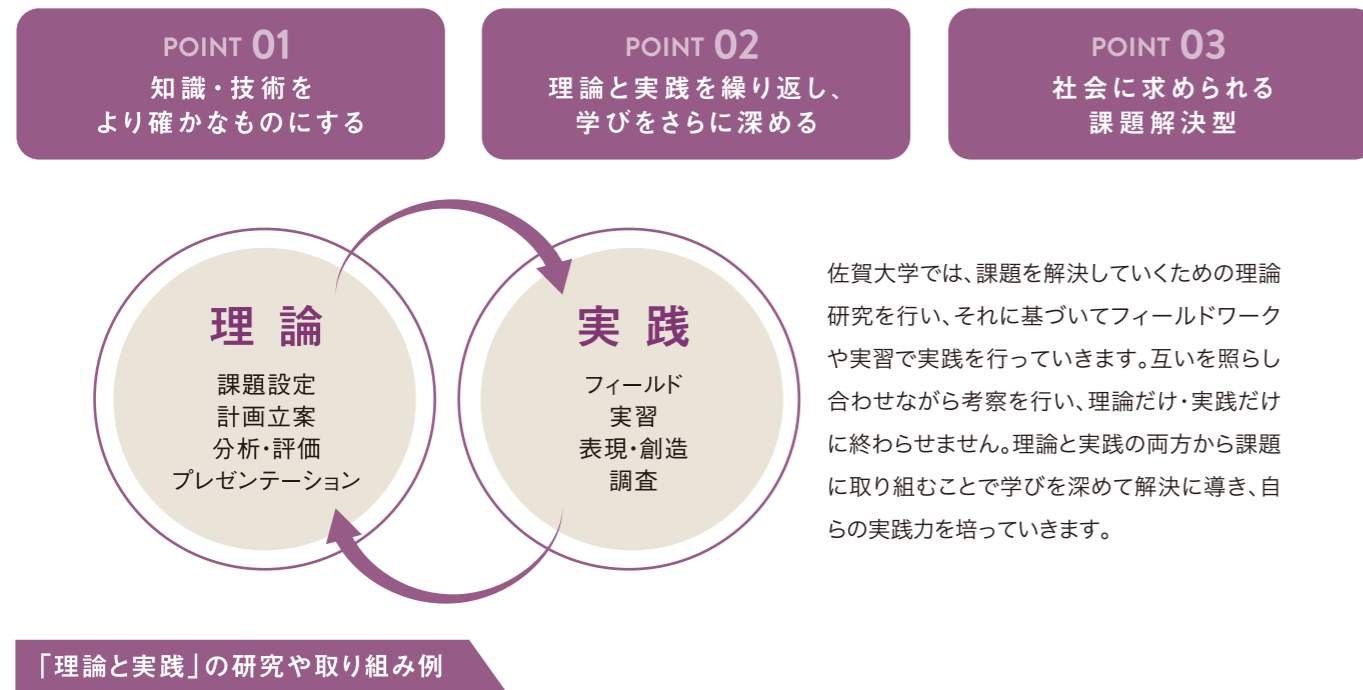 POINT 01
知識・技術を
より確かなものにする
POINT 02
理論と実践を繰り返し、
学びをさらに深める
POINT 03
社会に求められる
課題解決型
理論
課題設定
計画立案
分析・評価
プレゼンテーション
実践
フィールド
実習
表現・創造
調査
佐賀大学では、課題を解決していくための理論
研究を行い、それに基づいてフィールドワーク
や実習で実践を行っていきます。互いを照らし
合わせながら考察を行い、理論だけ・実践だけ
に終わらせません。理論と実践の両方から課題
に取り組むことで学びを深めて解決に導き、自
らの実践力を培っていきます。
「理論と実践」の研究や取り組み例